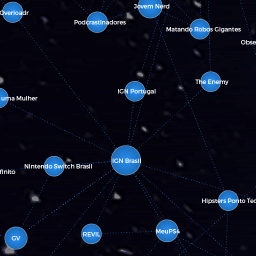 Overloadr
Jovem Nerd
Podcrastinadores
Matando Robos Gigantes
Obse
The Enemy
IGN Portugal
uma Mulher
IGN Brasil
Nintendo Switch Brasil
finito
Hipsters Ponto Tec
GV
REVIL
MeuPS4